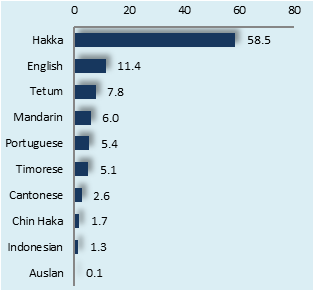 0 20 40 60 80
Hakka 58.5
English 11.4
Tetum 7.8
Mandarin 6.0
Portuguese 5.4
Timorese 5.1
Cantonese 2.6
Chin Haka 1.7
Indonesian 1.3
Auslan 0.1